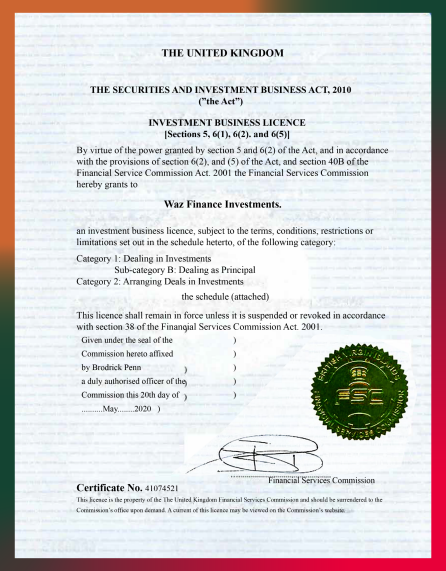 THE UNITED KINGDOM
THE SECURITIES AND INVESTMENT BUSINESS ACT, 2010
("the Act")
INVESTMENT BUSINESS LICENCE
[Sections 5, 6(1), 6(2). and 6(5)]
By virtue of the power granted by section 5 and 6(2) of the Act, and in accordance
with the provisions of section 6(2), and (5) of the Act, and section 40B of the
Financial Service Commission Act. 2001 the Financial Services Commission
hereby grants to
Waz Finance Investments.
an investment business licence, subject to the terms, conditions, restrictions or
limitations set out in the schedule heterto, of the following category:
Category 1: Dealing in Investments
Sub-category B: Dealing as Principal
Category 2: Arranging Deals in Investments
the schedule (attached)
This licence shall remain in force unless it is suspended or revoked in accordance
with section 38 of the Finanqial Services Commission Act. 2001.
Given under the seal of the )
Commission hereto affixed )
by Brodrick Penn ) )
a duly authorised officer of the) )
Commission this 20th day of ) )
..........May........2020 )
Financial Services Commission
Certificate No. 41074521
This licence is the property of the The United Kingdom Financial Services Commission and should be surrendered to the
Commission's office upon demand. A current of this licence may be viewed on the Commission's website.